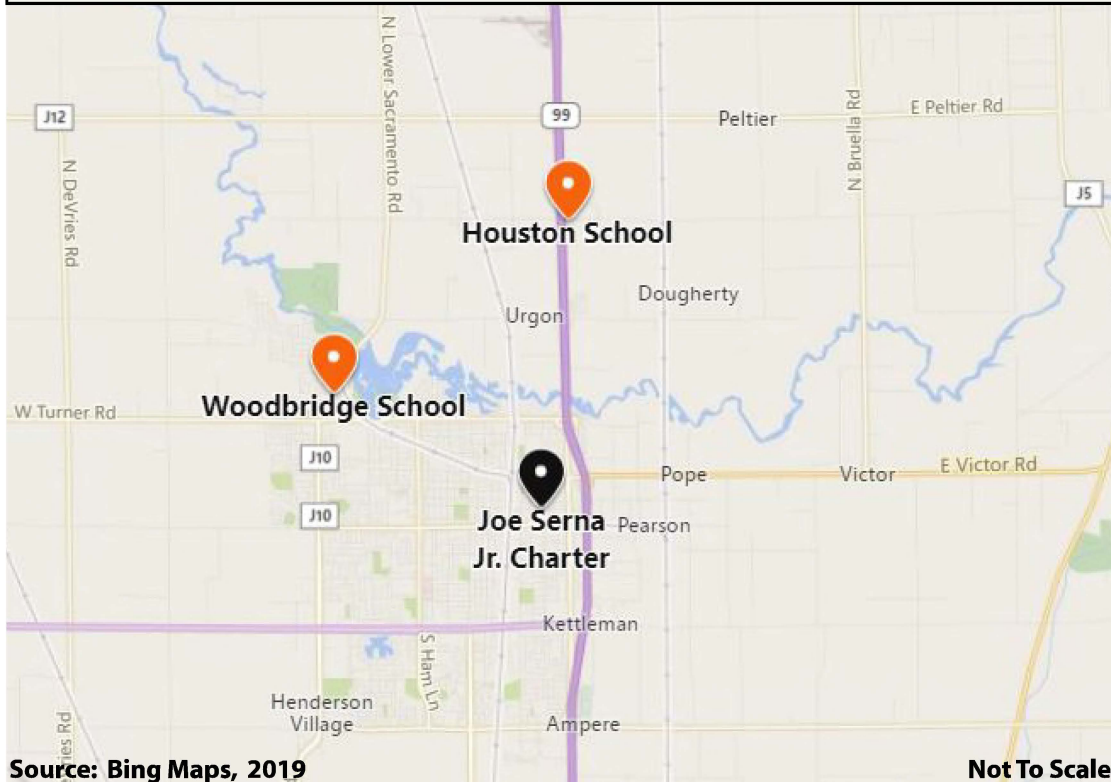 N Lower Sacramento Rd
J12
99
Peltier
E Peltier Rd
N Bruella Rd
N DeVries Rd
J5
Houston School
Dougherty
Urgon
Woodbridge School
W Turner Rd
J10
Pope
Victor
E Victor Rd
J10
Joe Serna
Jr. Charter
Pearson
Kettleman
S Ham Ln
Henderson
Village
Ampere
ries Rd
Source: Bing Maps, 2019
Not To Scale